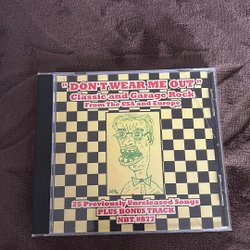 "DON'T WEAR ME OUT"
Classic and Garage Rock
From The USA and Europe
25 Previously Unreleased Songs
PLUS BONUS TRACK
NBT #877